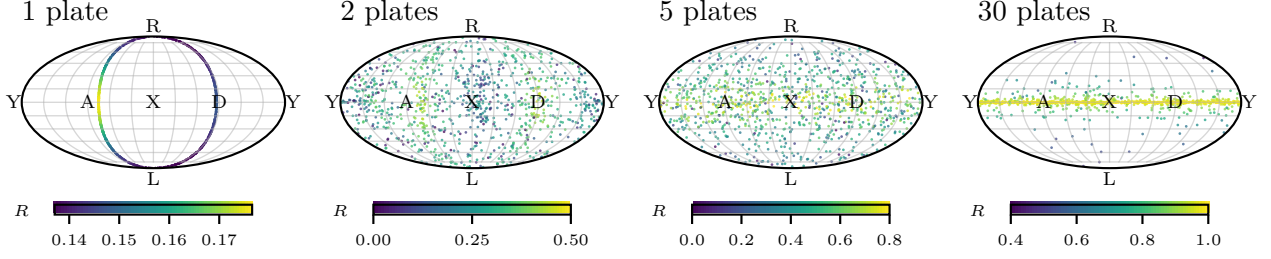 1 plate
R
Y A X D Y
L
R
0.14 0.15 0.16 0.17
2 plates
R
Y A X D Y
L
R
0.00 0.25 0.50
5 plates
R
Y A X D Y
L
R
0.0 0.2 0.4 0.6 0.8
30 plates
R
Y A X D Y
L
R
0.4 0.6 0.8 1.0